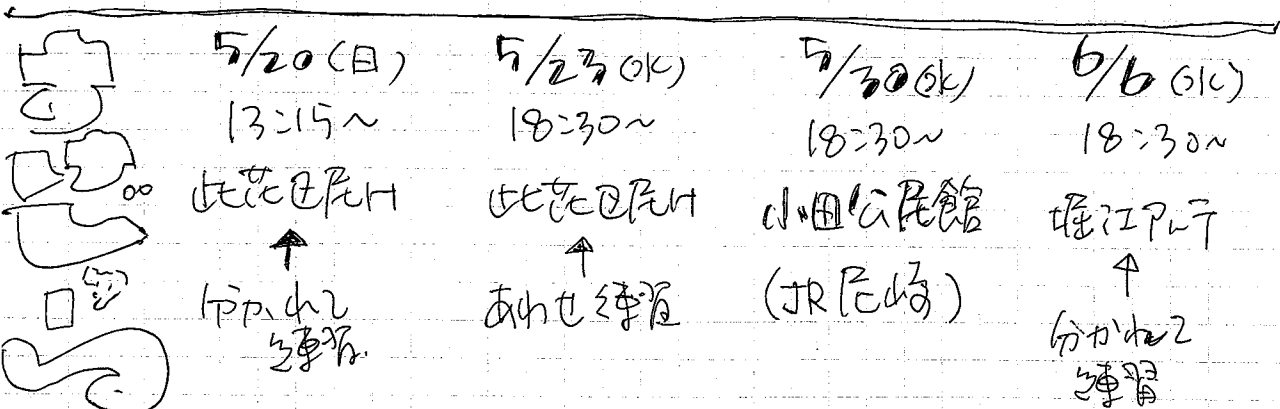 5/20(日)
13:15~
此花区民H
↑
分かれて
練習
5/23(水)
18:30~
此花区民H
↑
あわせ練習
5/30(水)
18:30~
小田公民館
(JR尼崎)
6/6(水)
18:30~
堀江アルテ
↑
分かれて
練習